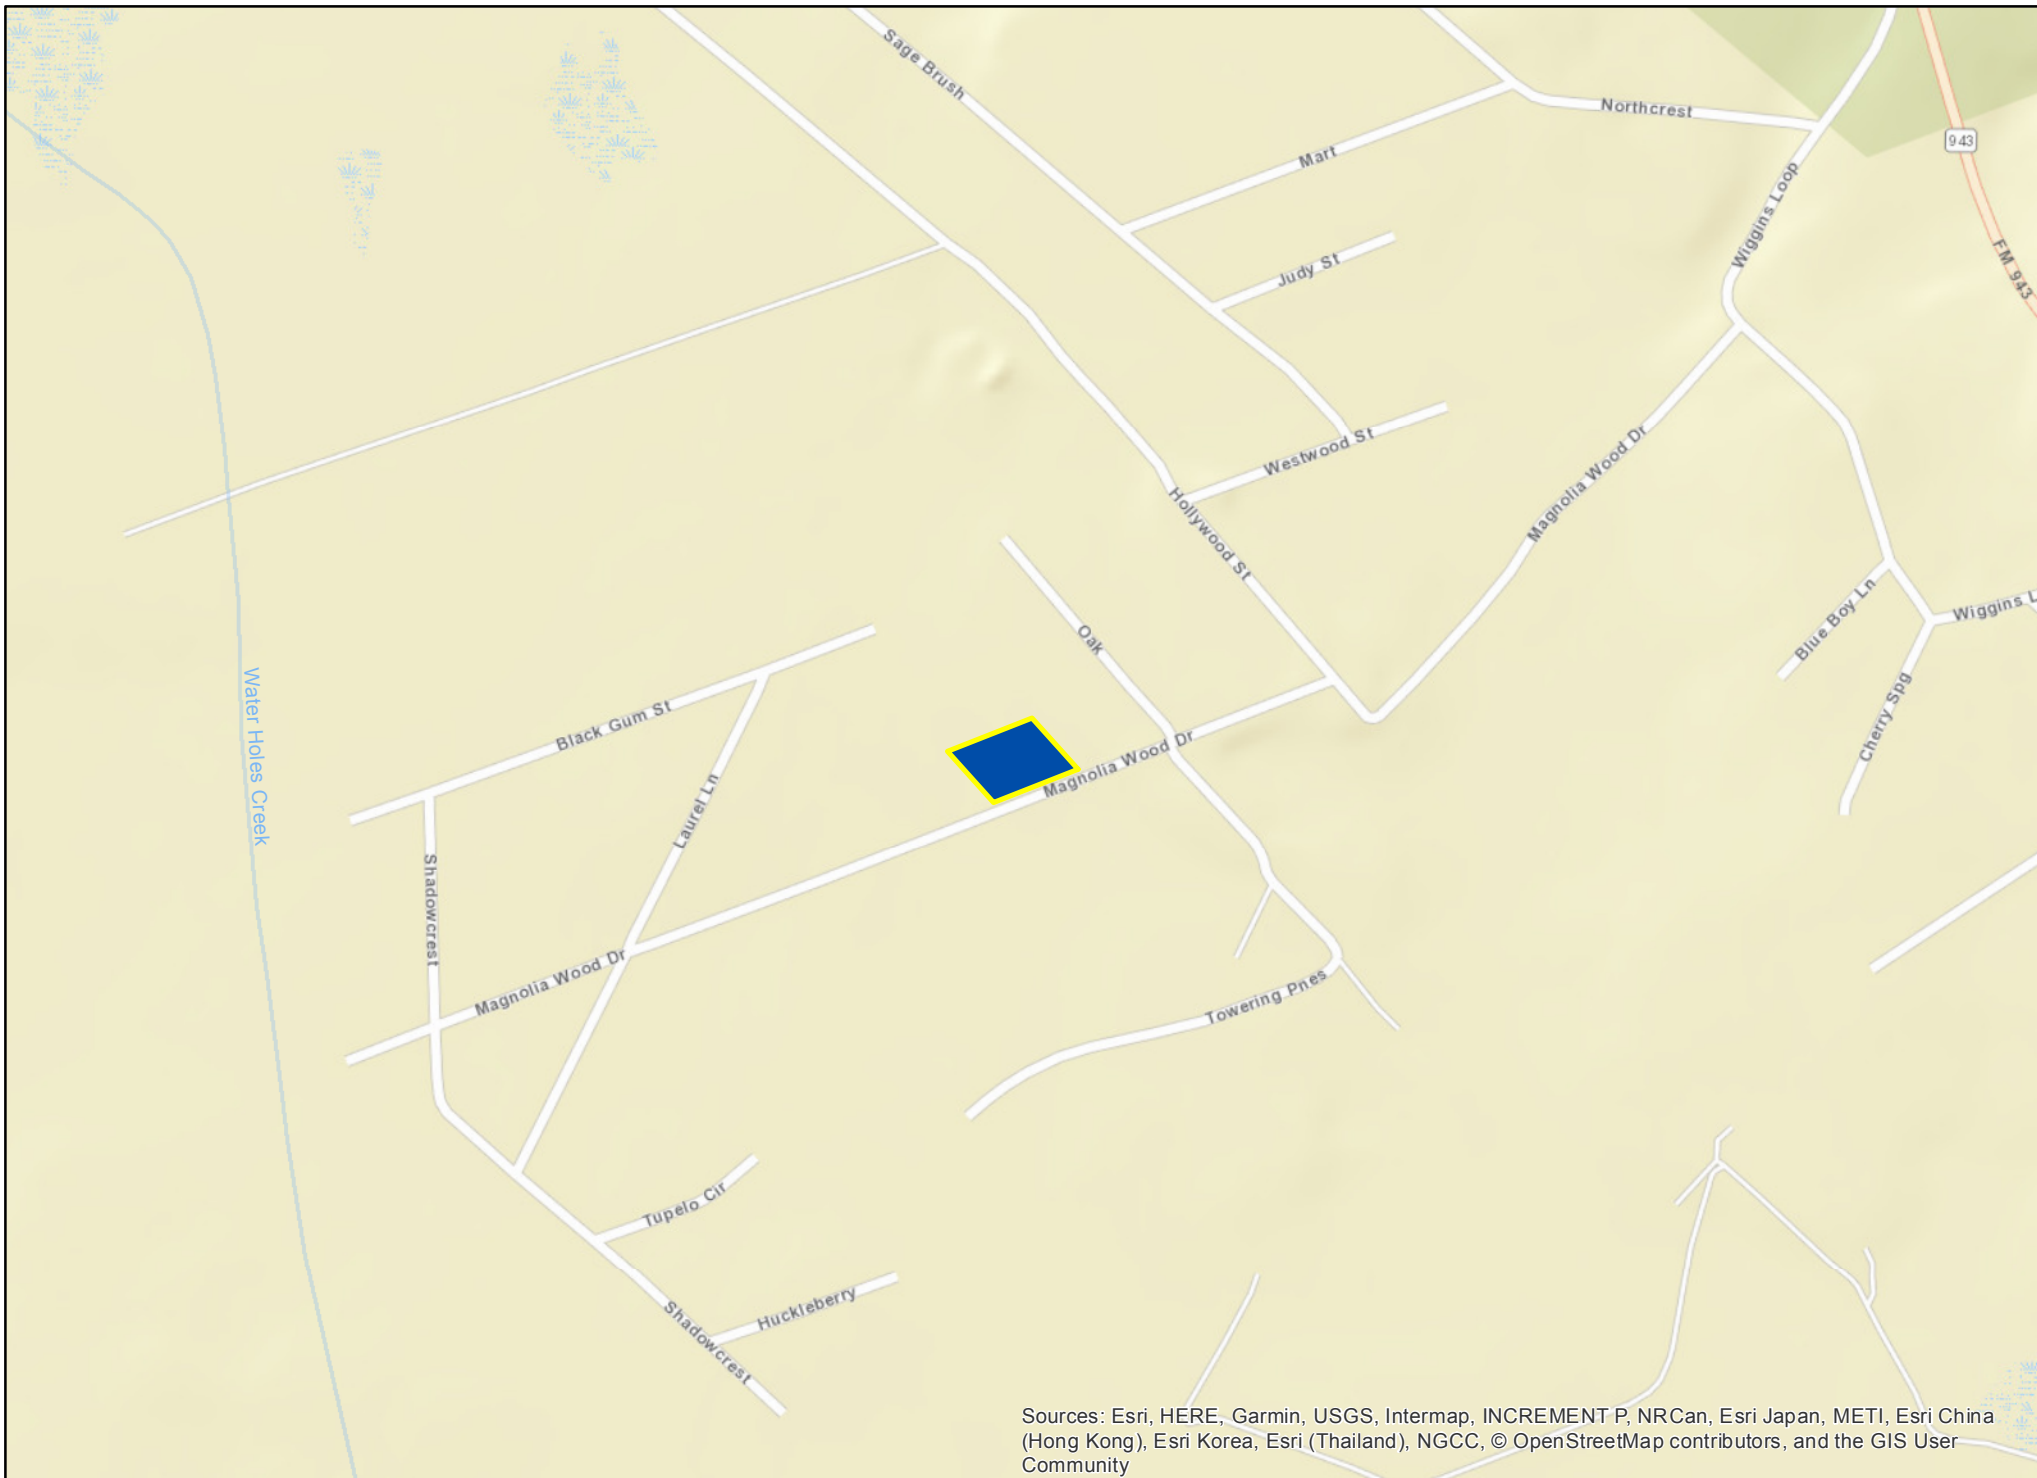 Sage Brush
Northcrest
943
Mart
Wiggins Loop
Judy St
FM 943
Westwood St
Magnolia Wood Dr
Hollywood St
Blue Boy Ln
Wiggins L
Oak
Water Holes Creek
Black Gum St
Cherry Spg
Magnolia Wood Dr
Laurel Ln
Shadowcrest
Magnolia Wood Dr
Towering Pnes
Tupelo Cir
Huckleberry
Shadowcrest
Sources: Esri, HERE, Garmin, USGS, Intermap, INCREMENT P, NRCan, Esri Japan, METI, Esri China
(Hong Kong), Esri Korea, Esri (Thailand), NGCC, © OpenStreetMap contributors, and the GIS User
Community